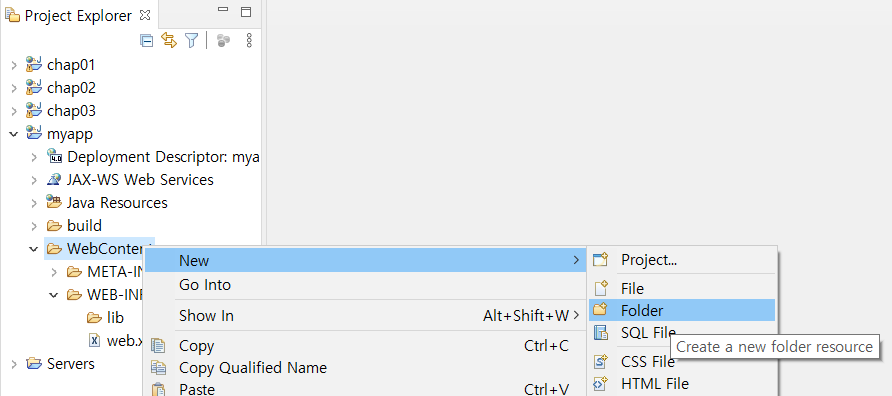 Project Explorer
chap01
chap02
chap03
myapp
Deployment Descriptor: mya
JAX-WS Web Services
Java Resources
build
WebContent
META-IN
WEB-INF
lib
web.x
Servers
New
Go Into
Show In Alt+Shift+W
Copy Ctrl+C
Copy Qualified Name
Paste Ctrl+V
Project...
File
Folder
SQL File
Create a new folder resource
CSS File
HTML File